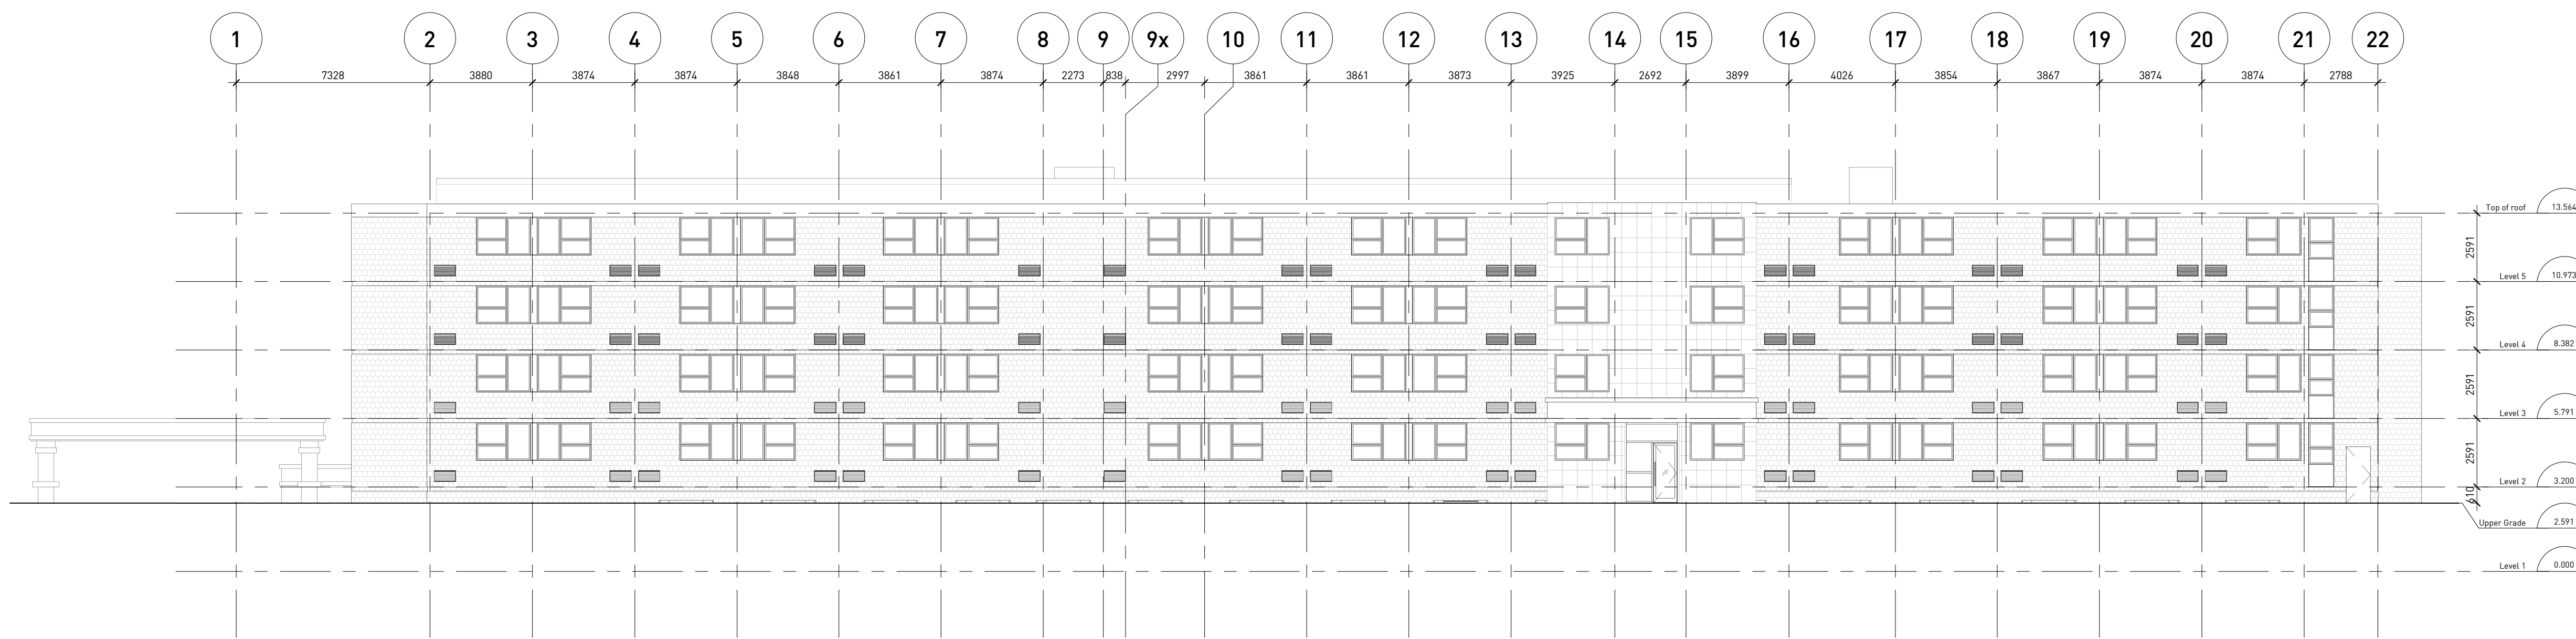 1 2 3 4 5 6 7 8 9 9x 10 11 12 13 14 15 16 17 18 19 20 21 22
7328 3880 3874 3874 3848 3861 3874 2273 838 2997 3861 3861 3873 3925 2692 3899 4026 3854 3867 3874 3874 2788
Top of roof 13.564
2591
Level 5 10.973
2591
Level 4 8.382
2591
Level 3 5.791
2591
Level 2 3.200
610
Upper Grade 2.591
Level 1 0.000